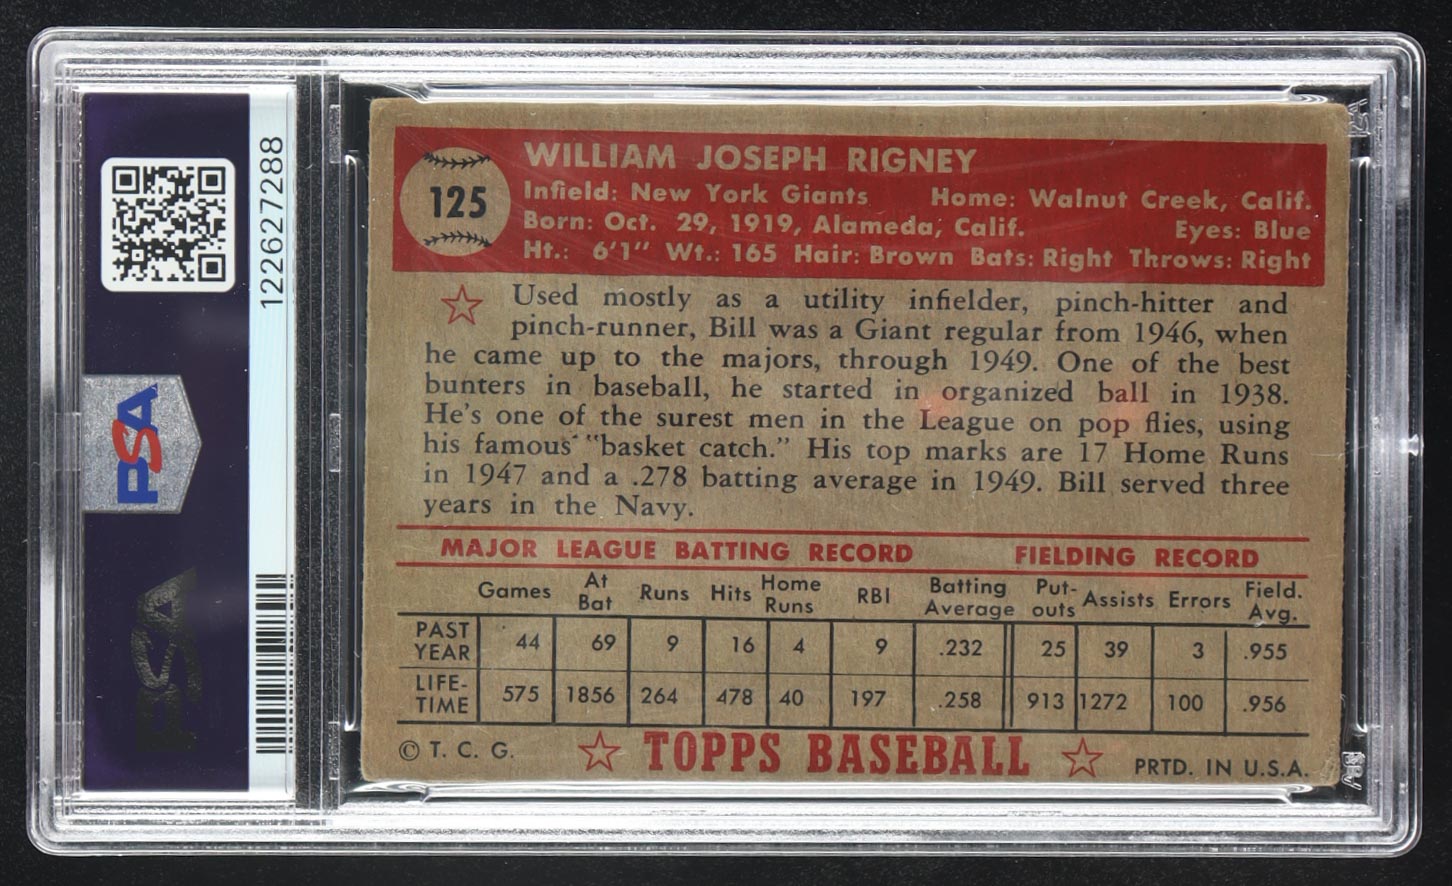 122627288
PSA
PSA
125
WILLIAM JOSEPH RIGNEY
Infield: New York Giants Home: Walnut Creek, Calif.
Born: Oct. 29, 1919, Alameda, Calif. Eyes: Blue
Ht.: 6'1" Wt.: 165 Hair: Brown Bats: Right Throws: Right
Used mostly as a utility infielder, pinch-hitter and
pinch-runner, Bill was a Giant regular from 1946, when
he came up to the majors, through 1949. One of the best
bunters in baseball, he started in organized ball in 1938.
He's one of the surest men in the League on pop flies, using
his famous "basket catch." His top marks are 17 Home Runs
in 1947 and a .278 batting average in 1949. Bill served three
years in the Navy.
MAJOR LEAGUE BATTING RECORD FIELDING RECORD
Games At Bat Runs Hits Home Runs RBI Batting Average Put-outs Assists Errors Field. Avg.
PAST YEAR 44 69 9 16 4 9 .232 25 39 3 .955
LIFE-TIME 575 1856 264 478 40 197 .258 913 1272 100 .956
© T. C. G. ☆ TOPPS BASEBALL ☆ PRTD. IN U.S.A.